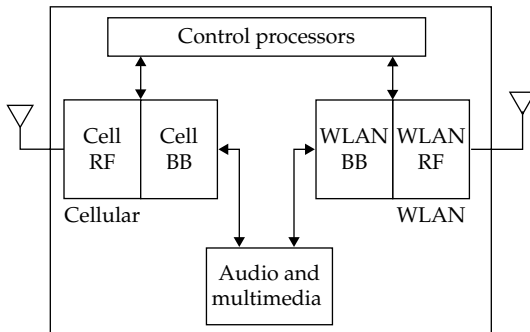 Control processors
Cell
RF
Cell
BB
WLAN
BB
WLAN
RF
Cellular
WLAN
Audio and
multimedia